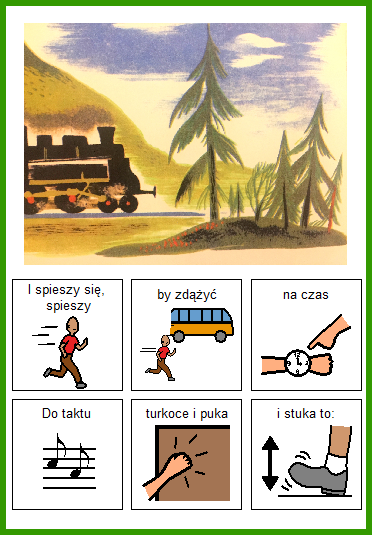 I spieszy się,
spieszy
by zdążyć
na czas
Do taktu
turkoce i puka
i stuka to: